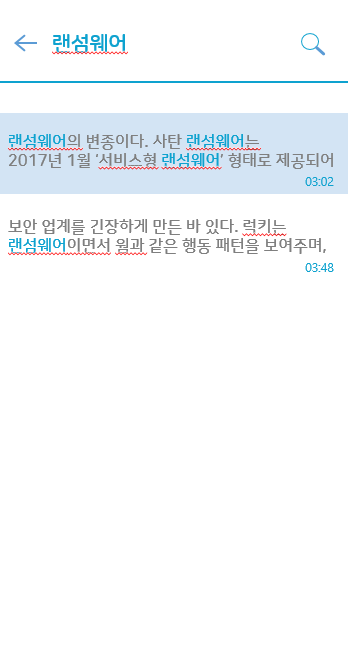 랜섬웨어
랜섬웨어의 변종이다. 사탄 랜섬웨어는
2017년 1월 '서비스형 랜섬웨어' 형태로 제공되어
03:02
보안 업계를 긴장하게 만든 바 있다. 럭키는
랜섬웨어이면서 웜과 같은 행동 패턴을 보여주며,
03:48